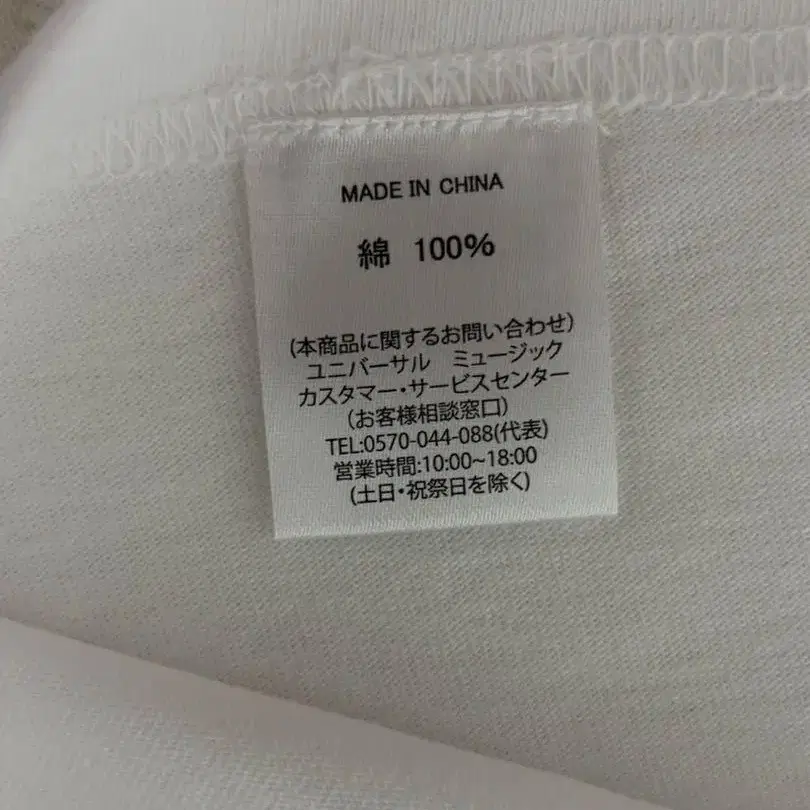 MADE IN CHINA
綿 100%
(本商品に関するお問い合わせ)
ユニバーサル ミュージック
カスタマー・サービスセンター
(お客様相談窓口)
TEL:0570-044-088(代表)
営業時間:10:00~18:00
(土日・祝祭日を除く)